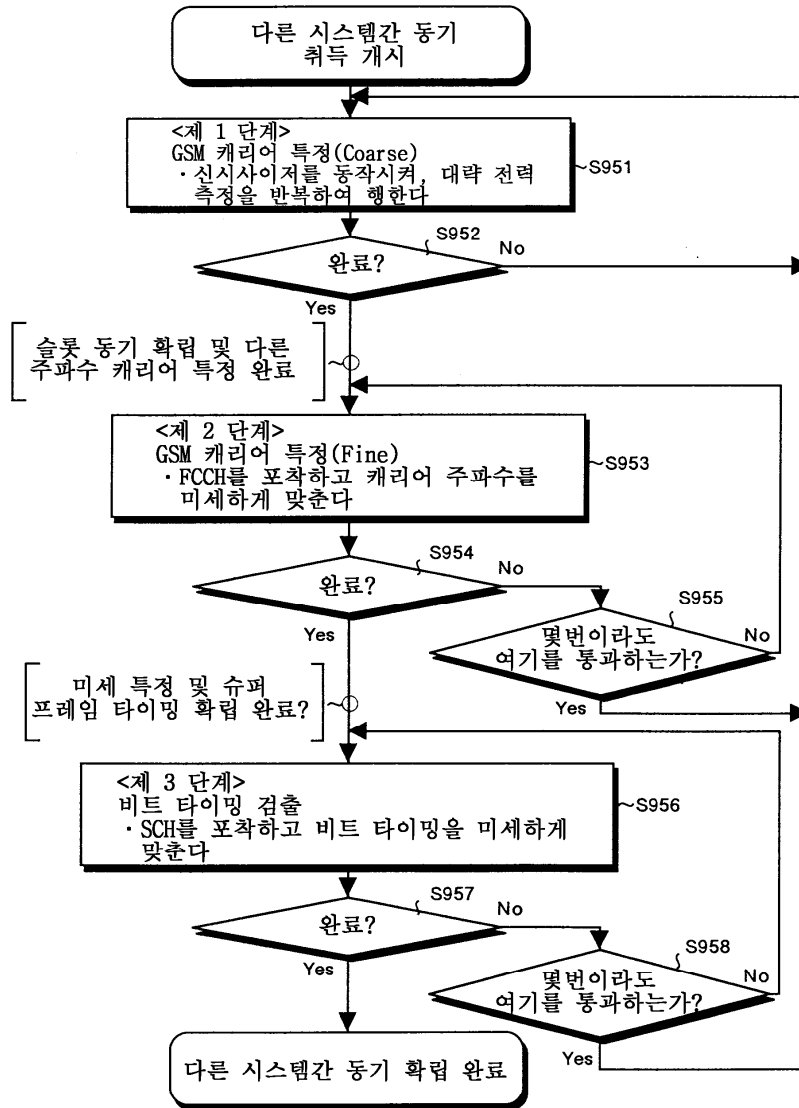 다른 시스템간 동기
취득 개시
<제 1 단계>
GSM 캐리어 특정(Coarse)
· 신시사이저를 동작시켜, 대략 전력
측정을 반복하여 행한다
S951
S952
완료?
No
Yes
슬롯 동기 확립 및 다른
주파수 캐리어 특정 완료
<제 2 단계>
GSM 캐리어 특정(Fine)
· FCCH를 포착하고 캐리어 주파수를
미세하게 맞춘다
S953
S954
완료?
No
Yes
S955
몇번이라도
여기를 통과하는가?
No
Yes
미세 특정 및 슈퍼
프레임 타이밍 확립 완료?
<제 3 단계>
비트 타이밍 검출
· SCH를 포착하고 비트 타이밍을 미세하게
맞춘다
S956
S957
완료?
No
Yes
S958
몇번이라도
여기를 통과하는가?
No
Yes
다른 시스템간 동기 확립 완료